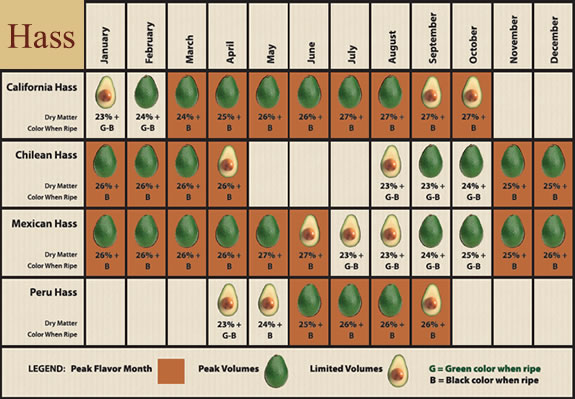 Hass
January February March April May June July August September October November December
California Hass
Dry Matter 23% + 24% + 24% + 25% + 26% + 26% + 27% + 27% + 27% + 27% +
Color When Ripe G-B G-B B B B B B B B B
Chilean Hass
Dry Matter 26% + 26% + 26% + 26% + 23% + 23% + 24% + 25% + 25% +
Color When Ripe B B B B G-B G-B G-B B B
Mexican Hass
Dry Matter 26% + 26% + 26% + 26% + 27% + 27% + 23% + 23% + 24% + 25% + 25% + 26% +
Color When Ripe B B B B B B G-B G-B G-B G-B B B
Peru Hass
Dry Matter 23% + 24% + 25% + 26% + 26% + 26% +
Color When Ripe G-B B B B B B
LEGEND: Peak Flavor Month Peak Volumes Limited Volumes G = Green color when ripe
B = Black color when ripe